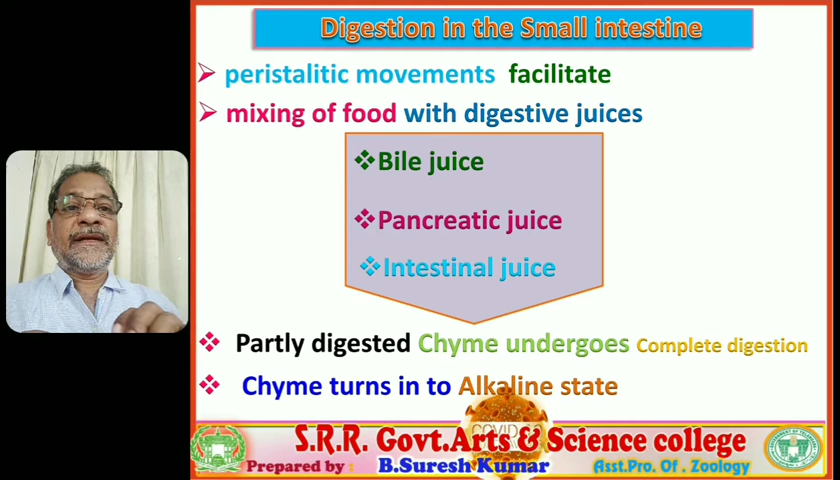 Digestion in the Small intestine
peristalitic movements facilitate
mixing of food with digestive juices
Bile juice
Pancreatic juice
Intestinal juice
Partly digested Chyme undergoes Complete digestion
Chyme turns in to Alkaline state
COVID
S.R.R. Govt.Arts & Science college
Prepared by : B.Suresh Kumar Asst.Pro. Of . Zoology